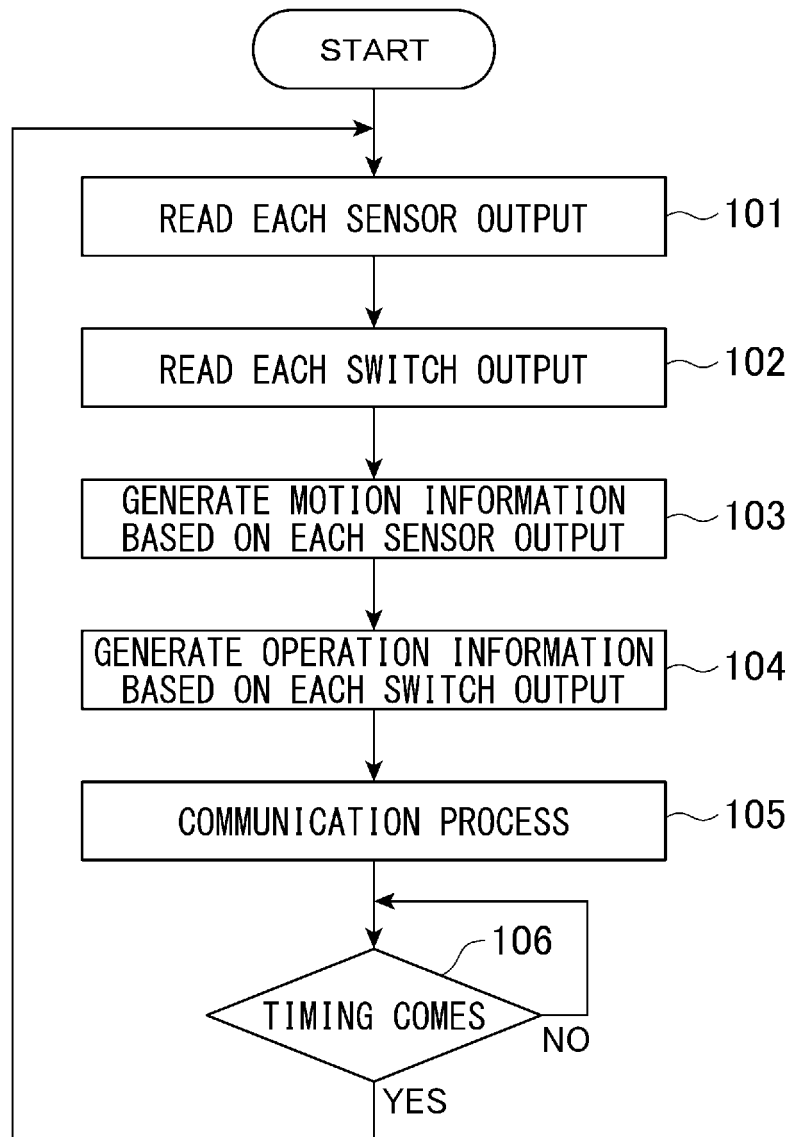 START
READ EACH SENSOR OUTPUT
101
READ EACH SWITCH OUTPUT
102
GENERATE MOTION INFORMATION
BASED ON EACH SENSOR OUTPUT
103
GENERATE OPERATION INFORMATION
BASED ON EACH SWITCH OUTPUT
104
COMMUNICATION PROCESS
105
106
TIMING COMES
NO
YES